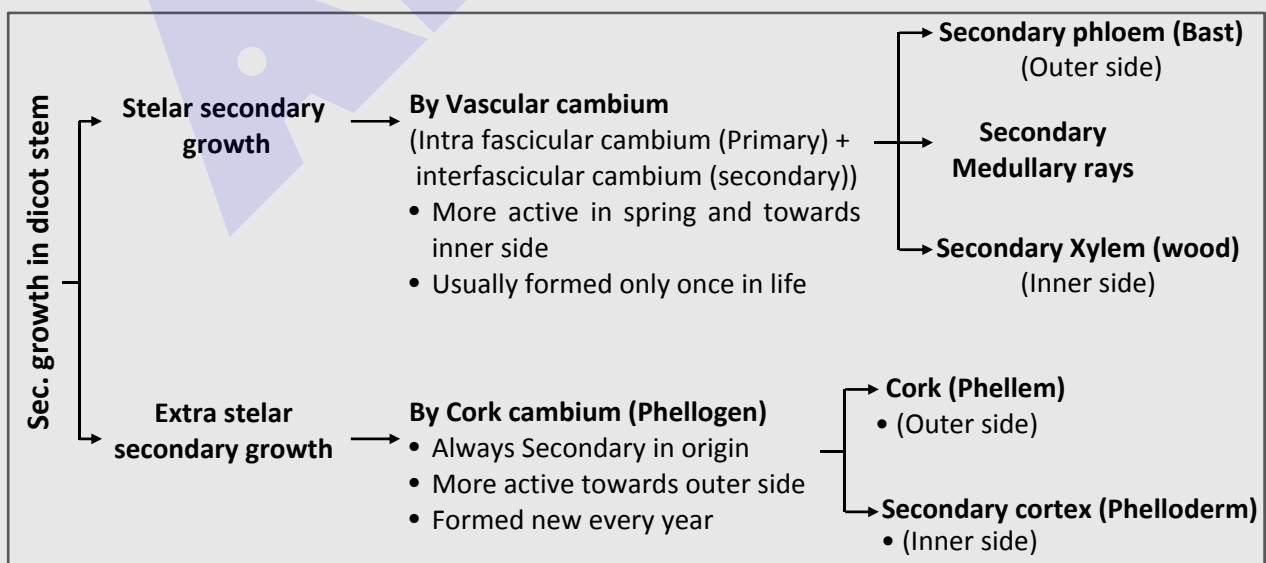 Sec. growth in dicot stem
Stelar secondary
growth
By Vascular cambium
(Intra fascicular cambium (Primary) +
interfascicular cambium (secondary))
• More active in spring and towards
inner side
• Usually formed only once in life
Secondary phloem (Bast)
(Outer side)
Secondary
Medullary rays
Secondary Xylem (wood)
(Inner side)
Extra stelar
secondary growth
By Cork cambium (Phellogen)
• Always Secondary in origin
• More active towards outer side
• Formed new every year
Cork (Phellem)
• (Outer side)
Secondary cortex (Phelloderm)
• (Inner side)